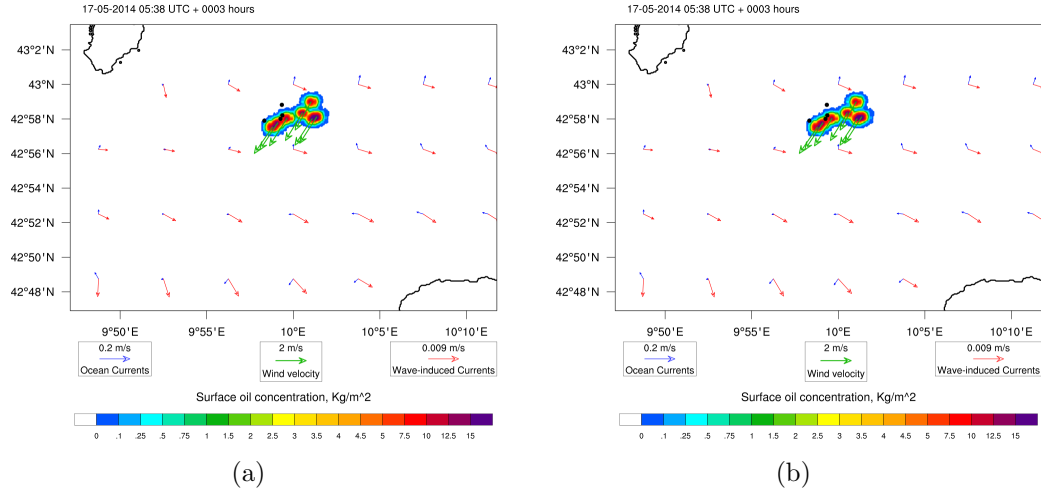 17-05-2014 05:38 UTC + 0003 hours
43°2'N
43°N
42°58'N
42°56'N
42°54'N
42°52'N
42°50'N
42°48'N
9°50'E 9°55'E 10°E 10°5'E 10°10'E
0.2 m/s
Ocean Currents
2 m/s
Wind velocity
0.009 m/s
Wave-induced Currents
Surface oil concentration, Kg/m^2
0 .1 .25 .5 .75 1 1.5 2 2.5 3 3.5 4 4.5 5 7.5 10 12.5 15
(a)
17-05-2014 05:38 UTC + 0003 hours
43°2'N
43°N
42°58'N
42°56'N
42°54'N
42°52'N
42°50'N
42°48'N
9°50'E 9°55'E 10°E 10°5'E 10°10'E
0.2 m/s
Ocean Currents
2 m/s
Wind velocity
0.009 m/s
Wave-induced Currents
Surface oil concentration, Kg/m^2
0 .1 .25 .5 .75 1 1.5 2 2.5 3 3.5 4 4.5 5 7.5 10 12.5 15
(b)